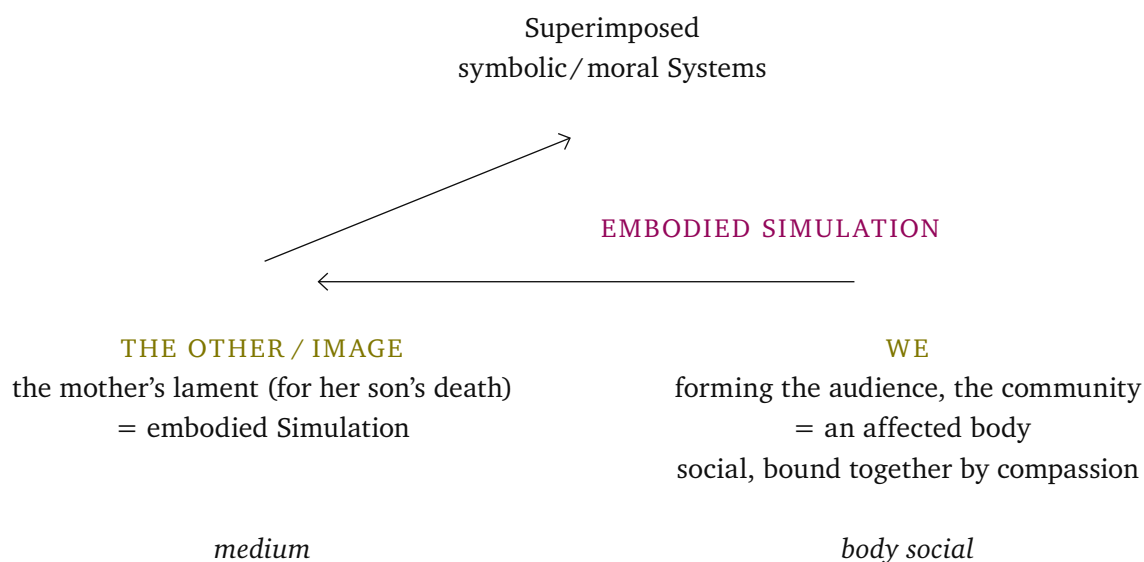 Superimposed
symbolic / moral Systems
EMBODIED SIMULATION
THE OTHER / IMAGE
the mother’s lament (for her son’s death)
= embodied Simulation
medium
WE
forming the audience, the community
= an affected body
social, bound together by compassion
body social